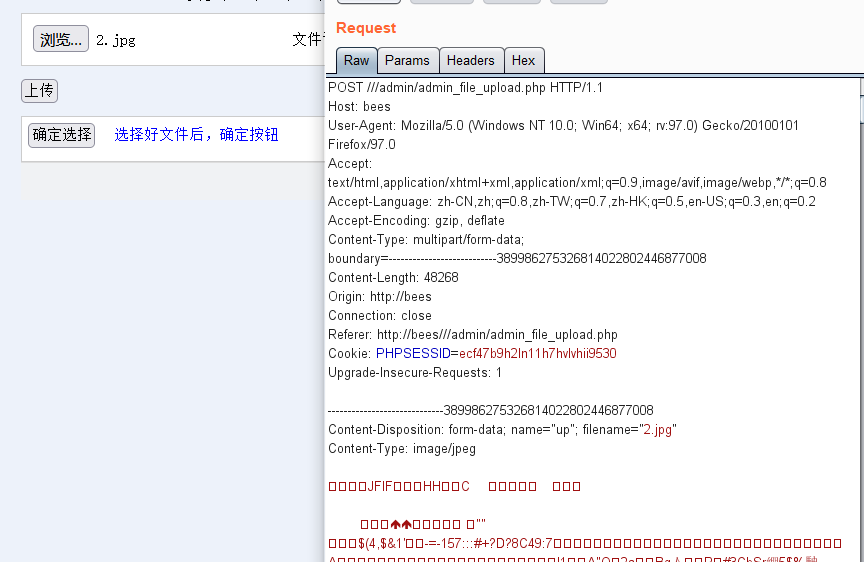 浏览...
2.jpg
文件
上传
确定选择
选择好文件后，确定按钮
Request
Raw
Params
Headers
Hex
POST ///admin/admin_file_upload.php HTTP/1.1
Host: bees
User-Agent: Mozilla/5.0 (Windows NT 10.0; Win64; x64; rv:97.0) Gecko/20100101
Firefox/97.0
Accept:
text/html,application/xhtml+xml,application/xml;q=0.9,image/avif,image/webp,*/*;q=0.8
Accept-Language: zh-CN,zh;q=0.8,zh-TW;q=0.7,zh-HK;q=0.5,en-US;q=0.3,en;q=0.2
Accept-Encoding: gzip, deflate
Content-Type: multipart/form-data;
boundary=---------------------------3899862753268140228024468​77008
Content-Length: 48268
Origin: http://bees
Connection: close
Referer: http://bees///admin/admin_file_upload.php
Cookie: PHPSESSID=ecf47b9h2ln11h7hvlvhii9530
Upgrade-Insecure-Requests: 1
-----------------------------389986275326814022802446877008
Content-Disposition: form-data; name="up"; filename="2.jpg"
Content-Type: image/jpeg
JFIF HH C
""
$(4,$&1' -=-157:::#+?D?8C49:7